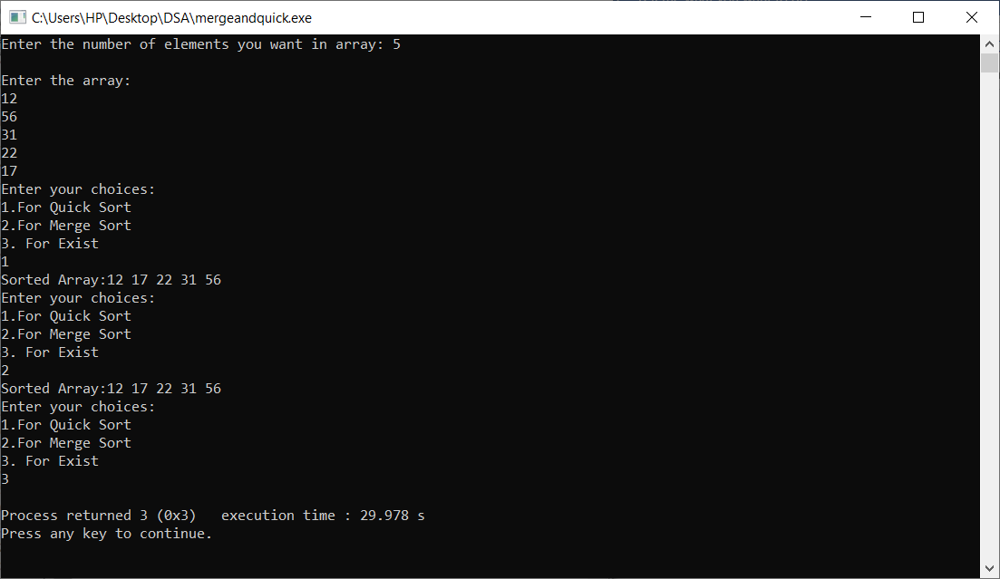 C:\Users\HP\Desktop\DSA\mergeandquick.exe
Enter the number of elements you want in array: 5
Enter the array:
12
56
31
22
17
Enter your choices:
1.For Quick Sort
2.For Merge Sort
3. For Exist
1
Sorted Array:12 17 22 31 56
Enter your choices:
1.For Quick Sort
2.For Merge Sort
3. For Exist
2
Sorted Array:12 17 22 31 56
Enter your choices:
1.For Quick Sort
2.For Merge Sort
3. For Exist
3
Process returned 3 (0x3)   execution time : 29.978 s
Press any key to continue.